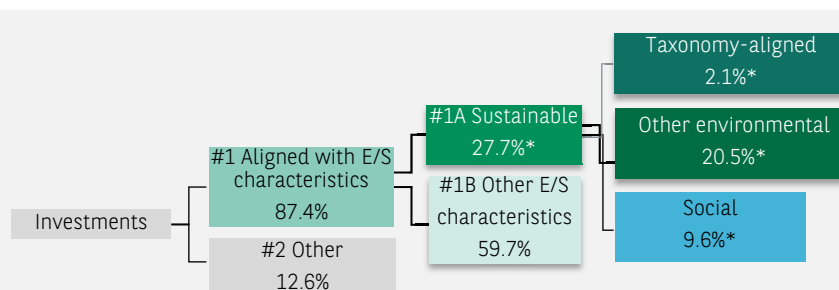 Investments
#1 Aligned with E/S
characteristics
87.4%
#2 Other
12.6%
#1A Sustainable
27.7%*
#1B Other E/S
characteristics
59.7%
Taxonomy-aligned
2.1%*
Other environmental
20.5%*
Social
9.6%*